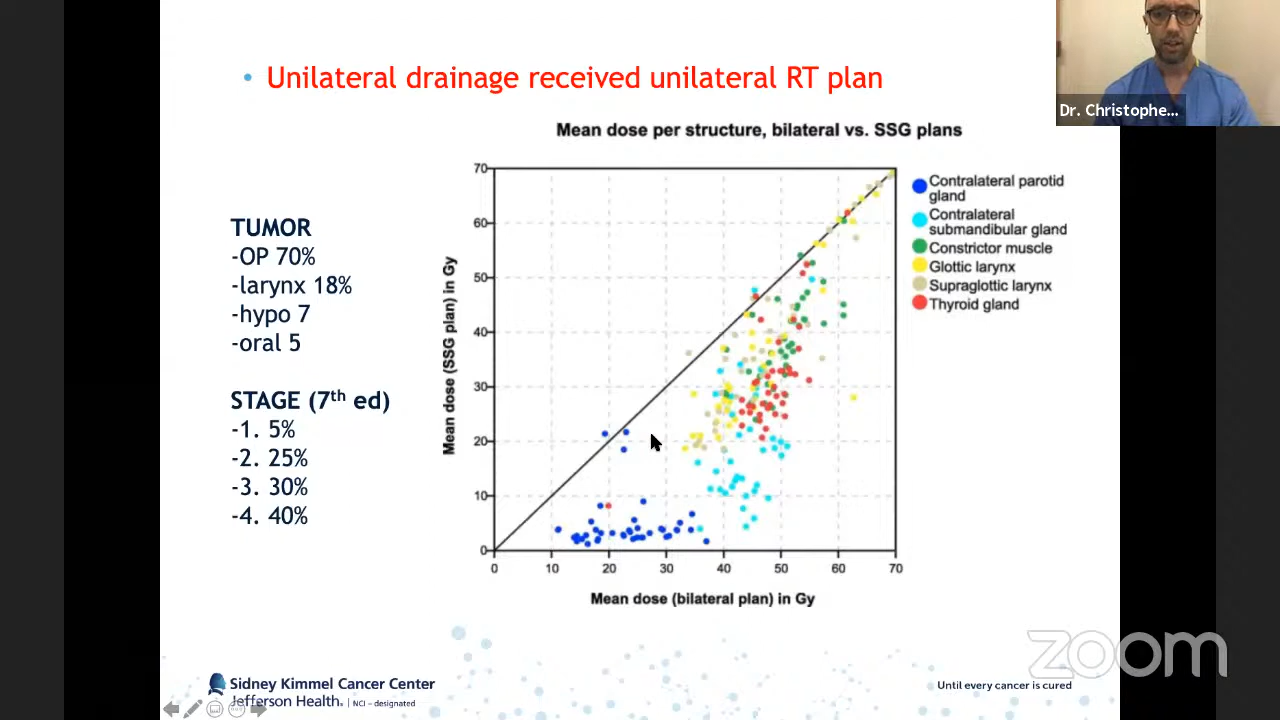 • Unilateral drainage received unilateral RT plan
Dr. Christophe...
Mean dose per structure, bilateral vs. SSG plans
TUMOR
-OP 70%
-larynx 18%
-hypo 7
-oral 5
STAGE (7th ed)
-1. 5%
-2. 25%
-3. 30%
-4. 40%
Mean dose (SSG plan) in Gy
70
60
50
40
30
20
10
0
0 10 20 30 40 50 60 70
Mean dose (bilateral plan) in Gy
Contralateral parotid
gland
Contralateral
submandibular gland
Constrictor muscle
Glottic larynx
Supraglottic larynx
Thyroid gland
zoom
Sidney Kimmel Cancer Center
Jefferson Health. | NCI – designated
Until every cancer is cured